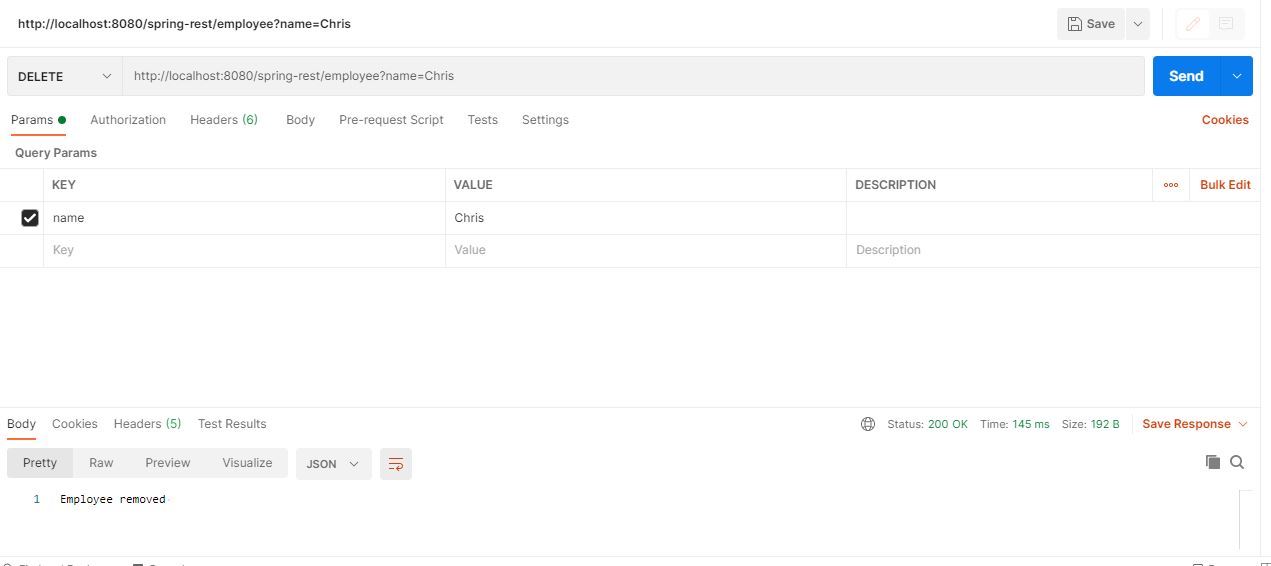 http://localhost:8080/spring-rest/employee?name=Chris Save
DELETE http://localhost:8080/spring-rest/employee?name=Chris Send
Params Authorization Headers (6) Body Pre-request Script Tests Settings Cookies
Query Params
KEY VALUE DESCRIPTION Bulk Edit
name Chris
Key Value Description
Body Cookies Headers (5) Test Results Status: 200 OK Time: 145 ms Size: 192 B Save Response
Pretty Raw Preview Visualize JSON
1 Employee removed